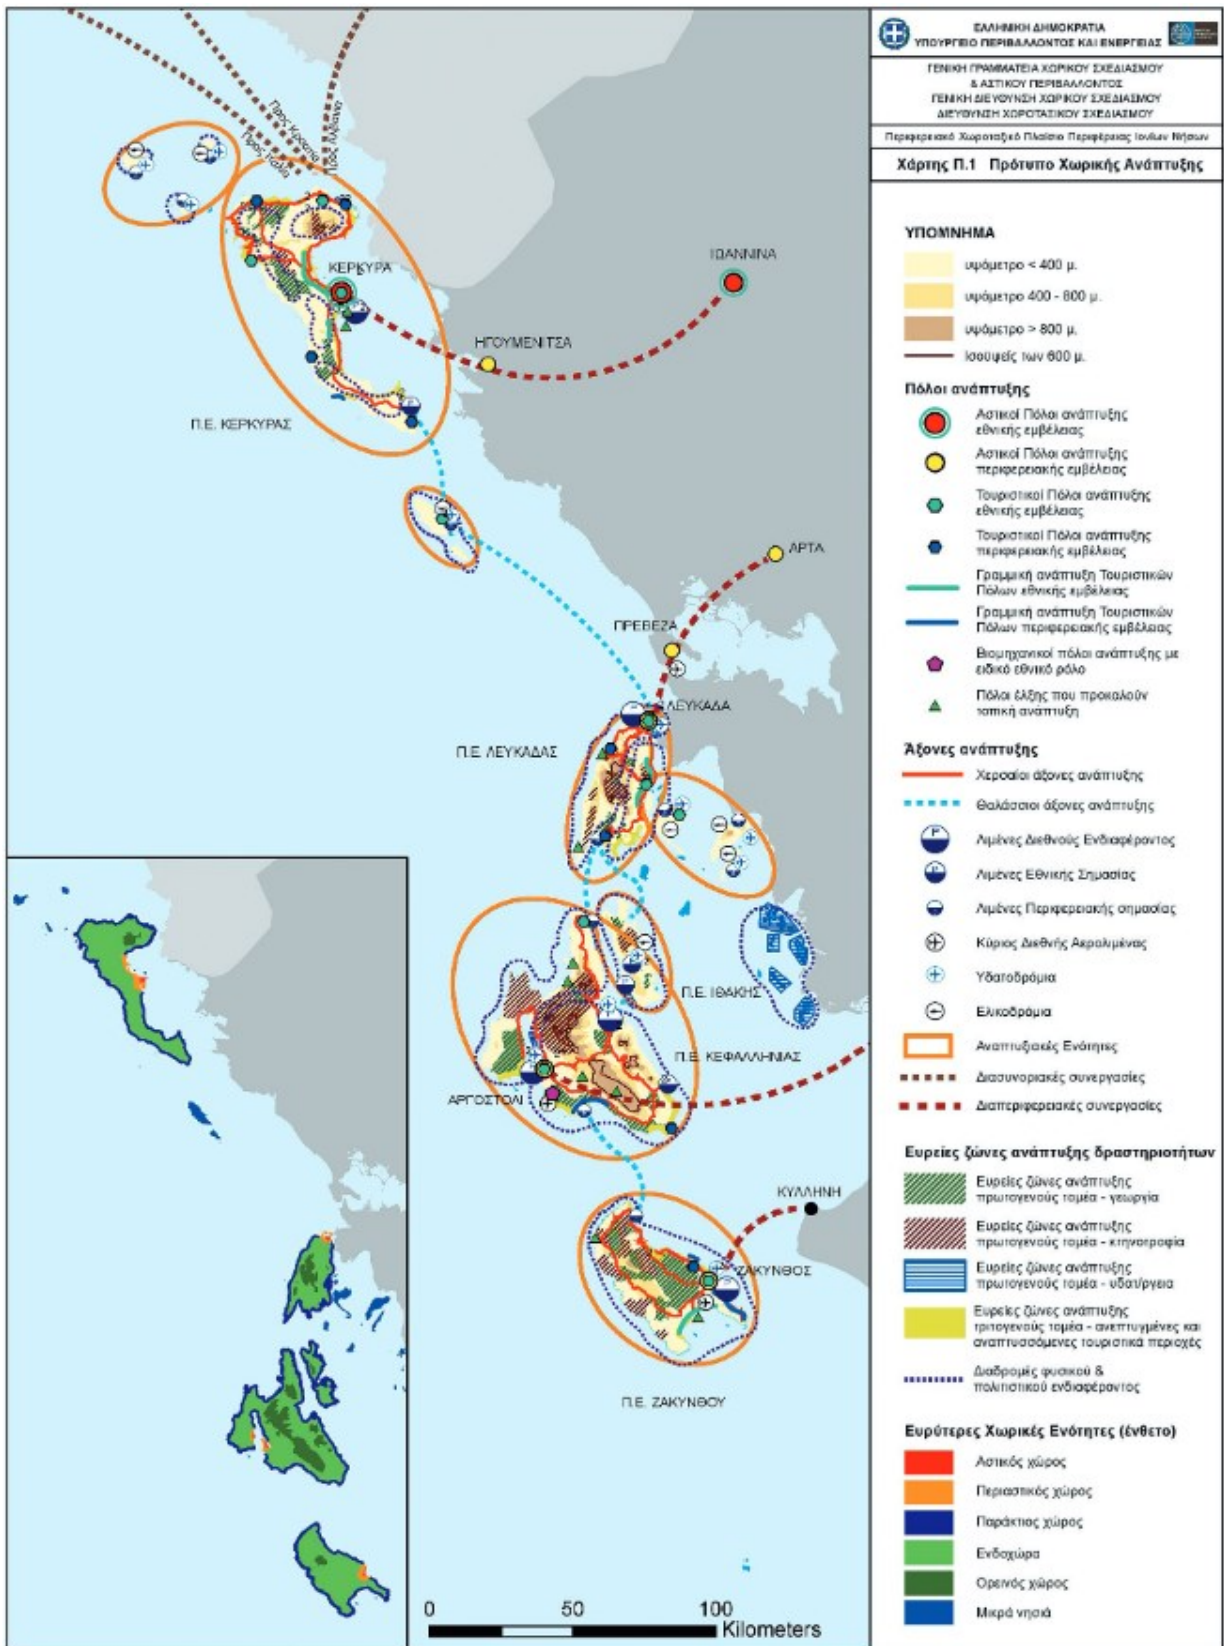 ΕΛΛΗΝΙΚΗ ΔΗΜΟΚΡΑΤΙΑ
ΥΠΟΥΡΓΕΙΟ ΠΕΡΙΒΑΛΛΟΝΤΟΣ ΚΑΙ ΕΝΕΡΓΕΙΑΣ
ΓΕΝΙΚΗ ΓΡΑΜΜΑΤΕΙΑ ΧΩΡΙΚΟΥ ΣΧΕΔΙΑΣΜΟΥ
& ΑΣΤΙΚΟΥ ΠΕΡΙΒΑΛΛΟΝΤΟΣ
ΓΕΝΙΚΗ ΔΙΕΥΘΥΝΣΗ ΧΩΡΙΚΟΥ ΣΧΕΔΙΑΣΜΟΥ
ΔΙΕΥΘΥΝΣΗ ΧΩΡΟΤΑΞΙΚΟΥ ΣΧΕΔΙΑΣΜΟΥ
Περιφερειακό Χωροταξικό Πλαίσιο Περιφέρειας Ιονίων Νήσων
Χάρτης Π.1 Πρότυπο Χωρικής Ανάπτυξης
Προς Ιταλία
Προς Κροατία
Προς Αλβανία
ΚΕΡΚΥΡΑ
ΙΩΑΝΝΙΝΑ
ΗΓΟΥΜΕΝΙΤΣΑ
Π.Ε. ΚΕΡΚΥΡΑΣ
ΑΡΤΑ
ΠΡΕΒΕΖΑ
ΛΕΥΚΑΔΑ
Π.Ε. ΛΕΥΚΑΔΑΣ
Π.Ε. ΙΘΑΚΗΣ
Π.Ε. ΚΕΦΑΛΛΗΝΙΑΣ
ΑΡΓΟΣΤΟΛΙ
ΚΥΛΛΗΝΗ
ΖΑΚΥΝΘΟΣ
Π.Ε. ΖΑΚΥΝΘΟΥ
0 50 100
Kilometers
ΥΠΟΜΝΗΜΑ
υψόμετρο < 400 μ.
υψόμετρο 400 - 800 μ.
υψόμετρο > 800 μ.
Ισοϋψείς των 600 μ.
Πόλοι ανάπτυξης
Αστικοί Πόλοι ανάπτυξης
εθνικής εμβέλειας
Αστικοί Πόλοι ανάπτυξης
περιφερειακής εμβέλειας
Τουριστικοί Πόλοι ανάπτυξης
εθνικής εμβέλειας
Τουριστικοί Πόλοι ανάπτυξης
περιφερειακής εμβέλειας
Γραμμική ανάπτυξη Τουριστικών
Πόλων εθνικής εμβέλειας
Γραμμική ανάπτυξη Τουριστικών
Πόλων περιφερειακής εμβέλειας
Βιομηχανικοί πόλοι ανάπτυξης με
ειδικό εθνικό ρόλο
Πόλοι έλξης που προκαλούν
τοπική ανάπτυξη
Άξονες ανάπτυξης
Χερσαίοι άξονες ανάπτυξης
Θαλάσσιοι άξονες ανάπτυξης
Λιμένες Διεθνούς Ενδιαφέροντος
Λιμένες Εθνικής Σημασίας
Λιμένες Περιφερειακής σημασίας
Κύριος Διεθνής Αερολιμένας
Υδατοδρόμια
Ελικοδρόμια
Αναπτυξιακές Ενότητες
Διασυνοριακές συνεργασίες
Διαπεριφερειακές συνεργασίες
Ευρείες ζώνες ανάπτυξης δραστηριοτήτων
Ευρείες ζώνες ανάπτυξης
πρωτογενούς τομέα - γεωργία
Ευρείες ζώνες ανάπτυξης
πρωτογενούς τομέα - κτηνοτροφία
Ευρείες ζώνες ανάπτυξης
πρωτογενούς τομέα - υδατ/ργεια
Ευρείες ζώνες ανάπτυξης
τριτογενούς τομέα - ανεπτυγμένες και
αναπτυσσόμενες τουριστικά περιοχές
Διαδρομές φυσικού &
πολιτιστικού ενδιαφέροντος
Ευρύτερες Χωρικές Ενότητες (ένθετο)
Αστικός χώρος
Περιαστικός χώρος
Παράκτιος χώρος
Ενδοχώρα
Ορεινός χώρος
Μικρά νησιά